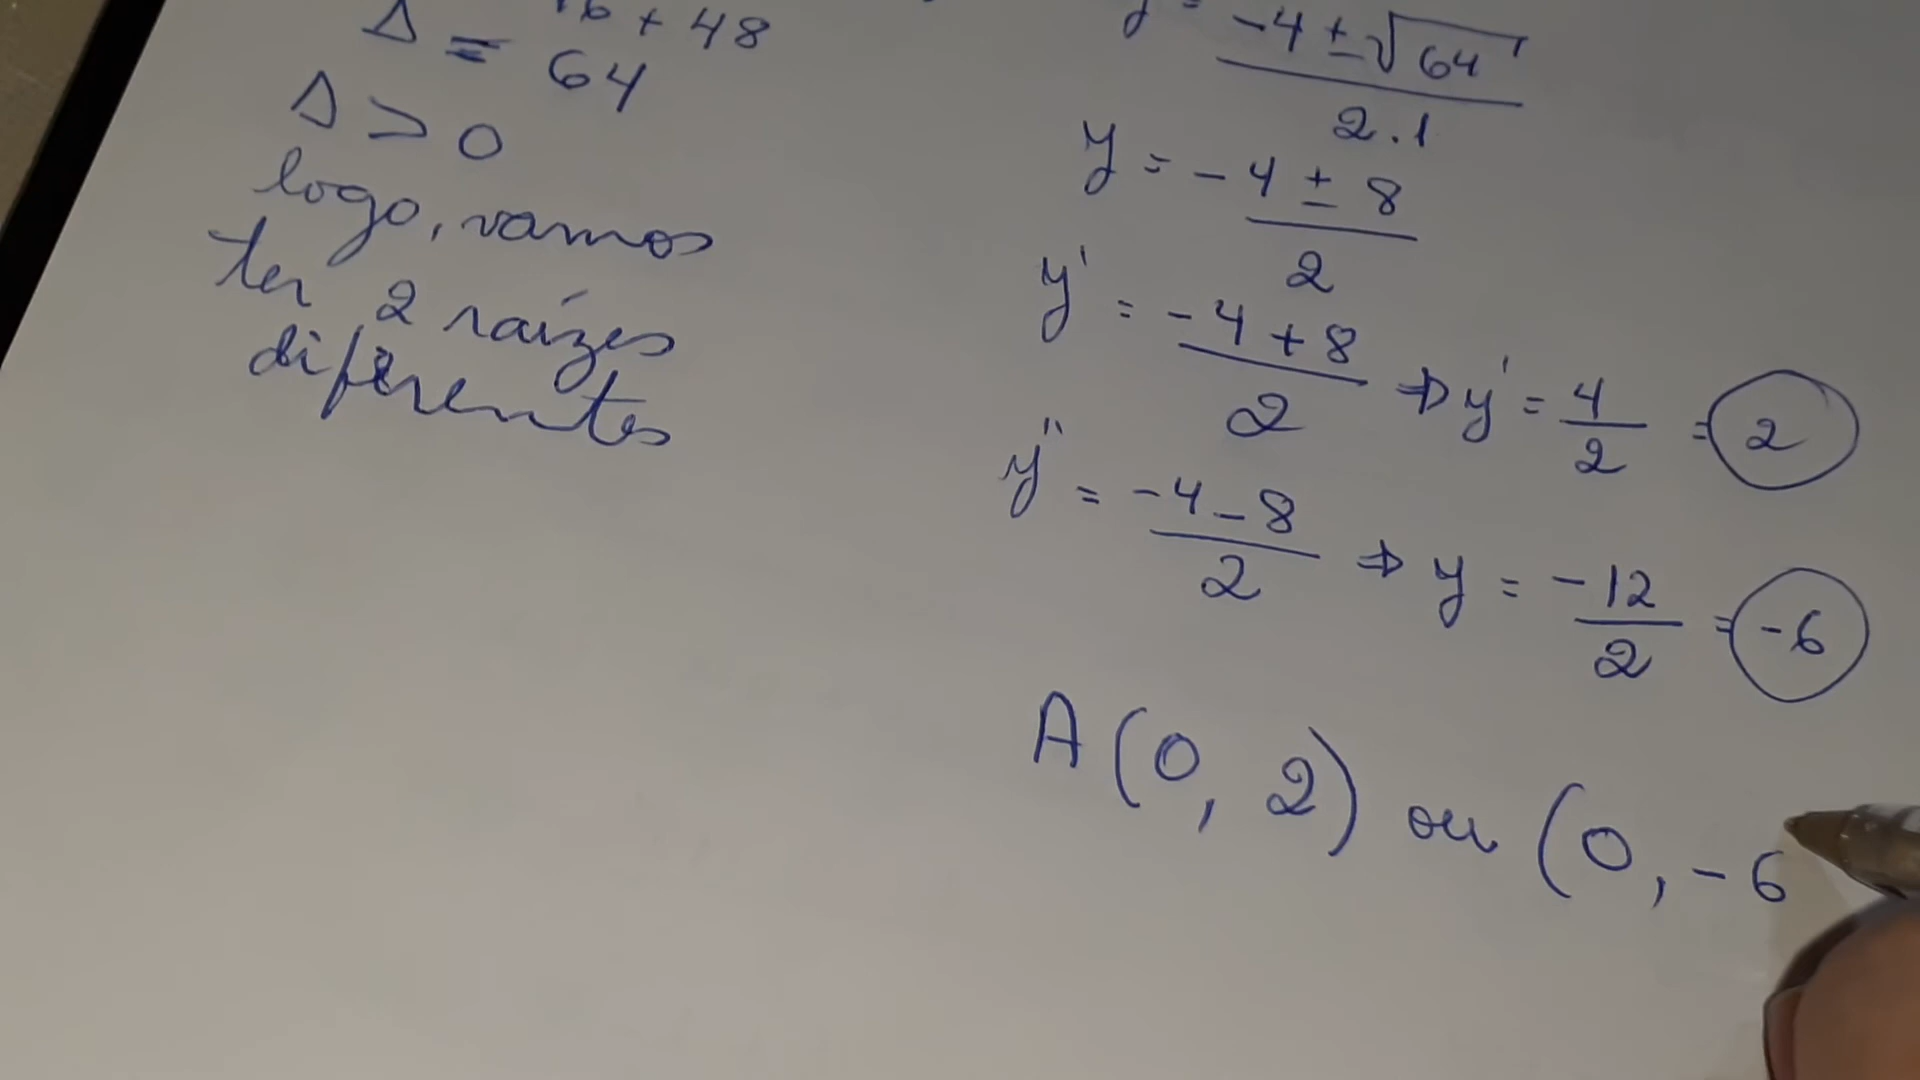 Δ = 16 + 48
64
Δ > 0
logo, vamos
ter 2 raízes
diferentes
y = -4 ± √64
2.1
y = -4 ± 8
2
y' = -4 + 8 ⇒ y' = 4 = 2
2 2
y'' = -4 - 8 ⇒ y = -12 = -6
2 2
A (0, 2) ou (0, -6